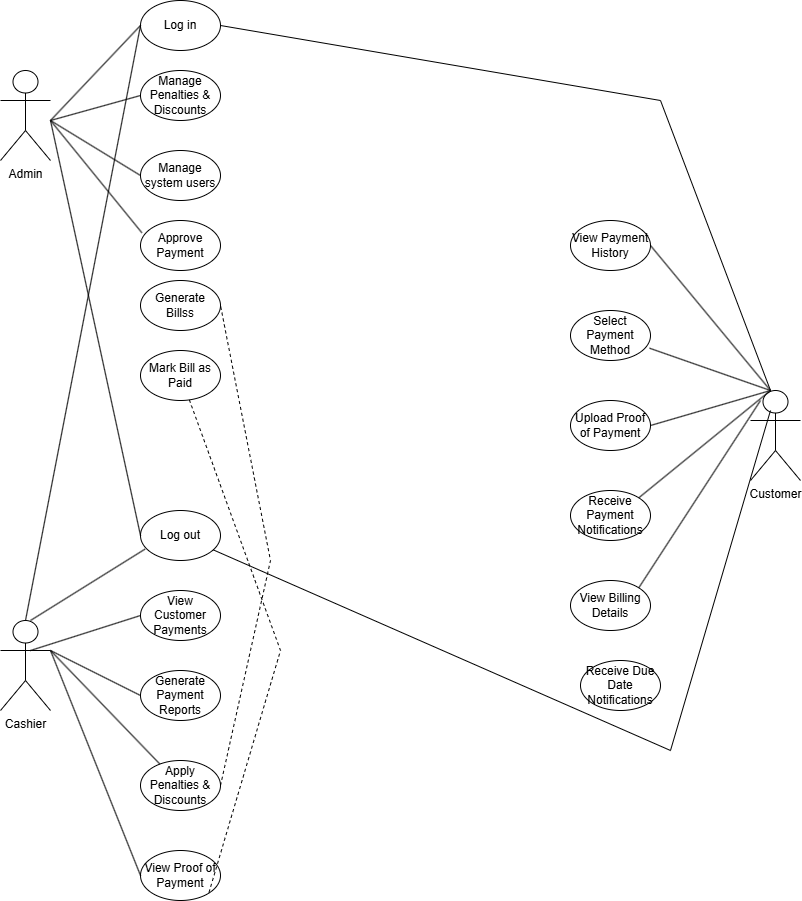 Log in
Manage
Penalties &
Discounts
Admin
Manage
system users
Approve
Payment
Generate
Billss
Mark Bill as
Paid
Log out
View
Customer
Payments
Cashier
Generate
Payment
Reports
Apply
Penalties &
Discounts
View Proof of
Payment
View Payment
History
Select
Payment
Method
Upload Proof
of Payment
Customer
Receive
Payment
Notifications
View Billing
Details
Receive Due
Date
Notifications